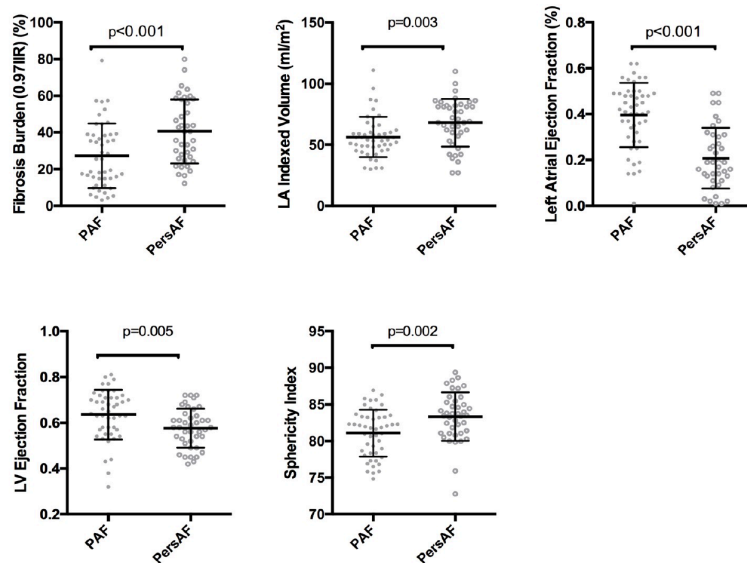 p<0.001
Fibrosis Burden (0.97IIR) (%)
100
80
60
40
20
0
PAF
PersAF
p=0.003
LA Indexed Volume (ml/m²)
150
100
50
0
PAF
PersAF
p<0.001
Left Atrial Ejection Fraction (%)
0.8
0.6
0.4
0.2
0.0
PAF
PersAF
p=0.005
LV Ejection Fraction
1.0
0.8
0.6
0.4
0.2
PAF
PersAF
p=0.002
Sphericity Index
95
90
85
80
75
70
PAF
PersAF